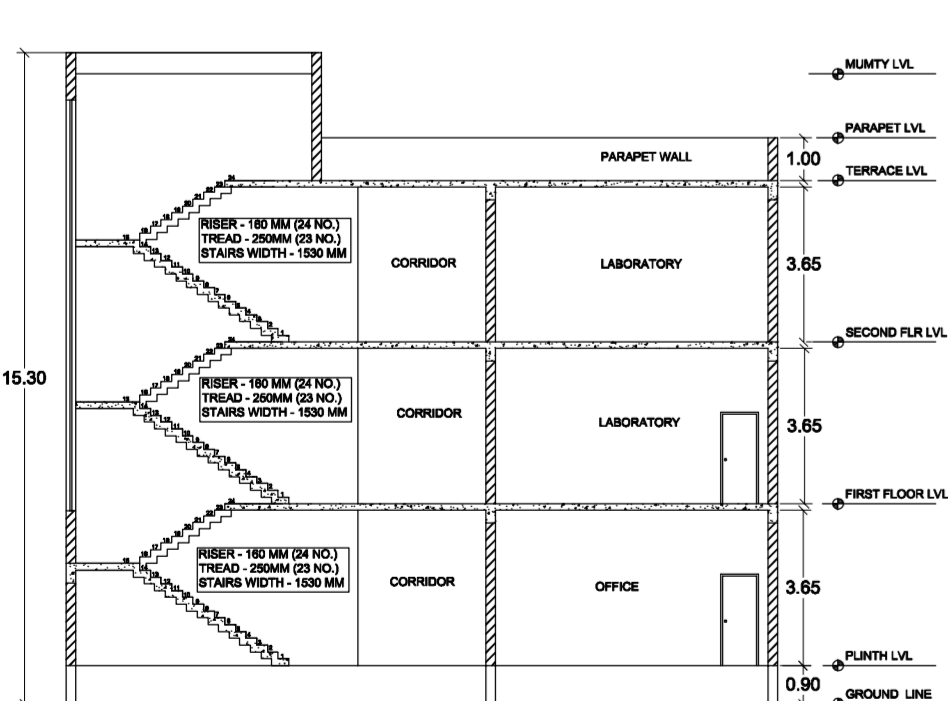 MUMTY LVL
PARAPET LVL
PARAPET WALL
1.00
TERRACE LVL
RISER - 160 MM (24 NO.)
TREAD - 250MM (23 NO.)
STAIRS WIDTH - 1530 MM
CORRIDOR
LABORATORY
3.65
SECOND FLR LVL
15.30
RISER - 160 MM (24 NO.)
TREAD - 250MM (23 NO.)
STAIRS WIDTH - 1530 MM
CORRIDOR
LABORATORY
3.65
FIRST FLOOR LVL
RISER - 160 MM (24 NO.)
TREAD - 250MM (23 NO.)
STAIRS WIDTH - 1530 MM
CORRIDOR
OFFICE
3.65
PLINTH LVL
0.90
GROUND LINE